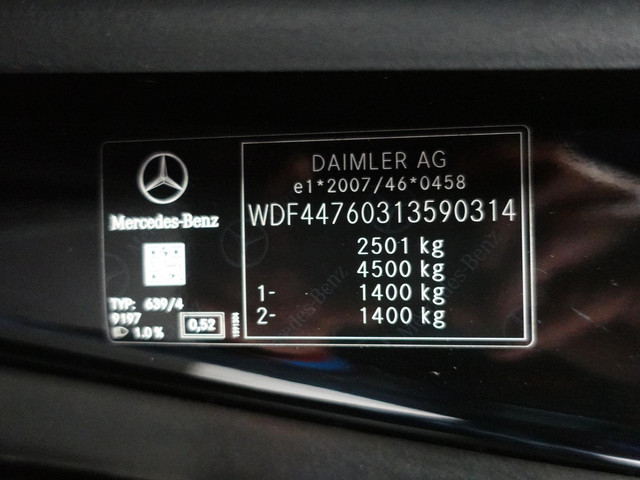 Mercedes-Benz
TYP: 639/4
9197
1.0 %
0,52
DAIMLER AG
e1*2007/46*0458
WDF44760313590314
2501 kg
4500 kg
1- 1400 kg
2- 1400 kg